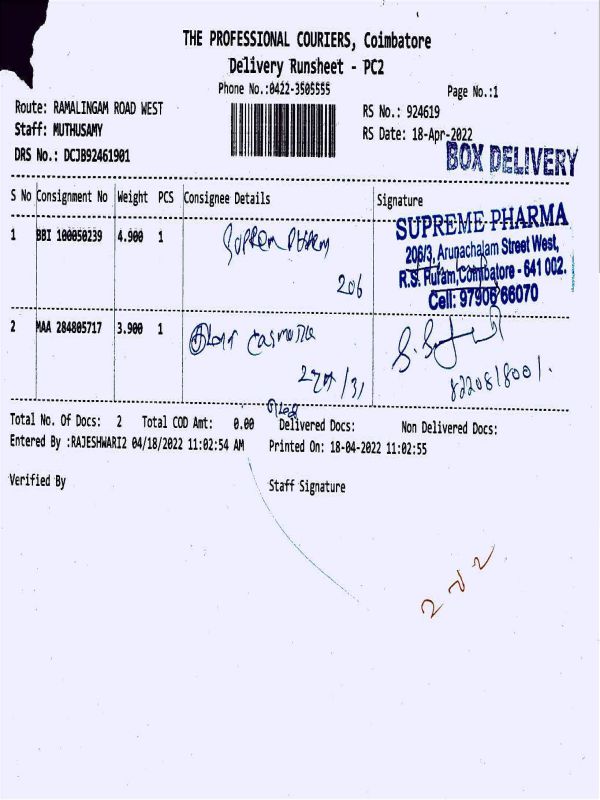 THE PROFESSIONAL COURIERS, Coimbatore
Delivery Runsheet - PC2
Phone No.:0422-3505555
Page No.:1
Route: RAMALINGAM ROAD WEST
RS No.: 924619
Staff: MUTHUSAMY
RS Date: 18-Apr-2022
DRS No.: DCJB92461901
BOX DELIVERY
S No Consignment No Weight PCS Consignee Details Signature
1 BBI 100050239 4.900 1
206
SUPREME PHARMA
206/3, Arunachalam Street West,
R.S. Puram, Coimbatore - 641 002.
Cell: 97906 66070
2 MAA 284805717 3.900 1
8220818001.
Total No. Of Docs: 2 Total COD Amt: 0.00 Delivered Docs: Non Delivered Docs:
Entered By :RAJESHWARI2 04/18/2022 11:02:54 AM Printed On: 18-04-2022 11:02:55
Verified By
Staff Signature